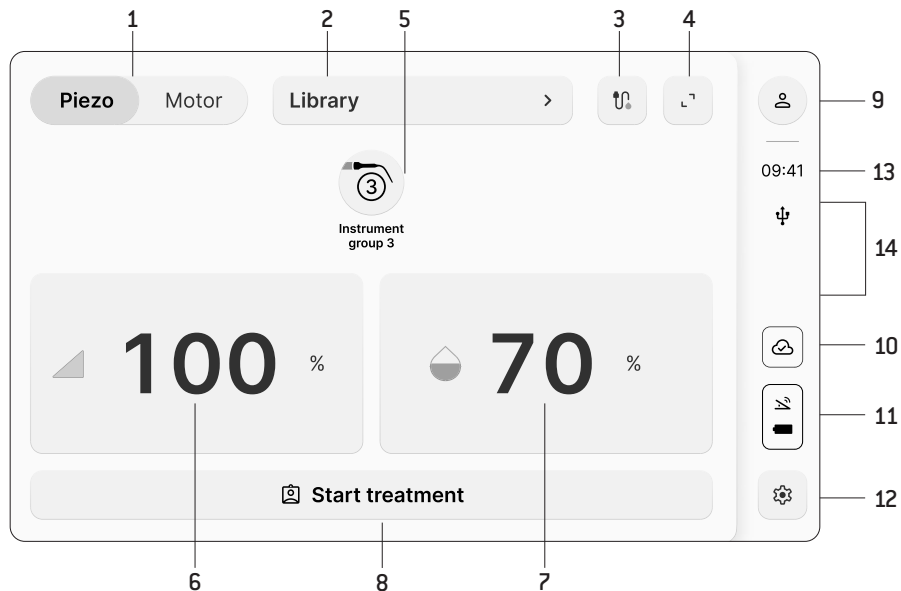 1 2 5 3 4
Piezo Motor Library 9
09:41 13
3
Instrument
group 3
14
100 % 70 % 10
11
Start treatment 12
6 8 7